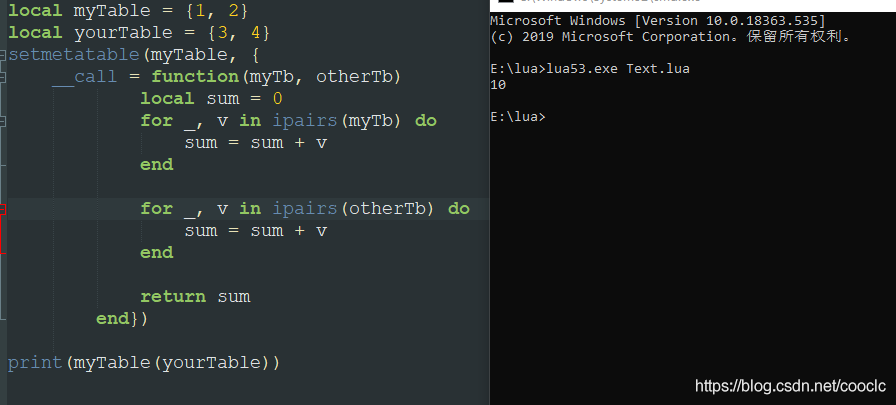 local myTable = {1, 2}
local yourTable = {3, 4}
setmetatable(myTable, {
    __call = function(myTb, otherTb)
            local sum = 0
            for _, v in ipairs(myTb) do
                sum = sum + v
            end

            for _, v in ipairs(otherTb) do
                sum = sum + v
            end

            return sum
        end})

print(myTable(yourTable))
Microsoft Windows [Version 10.0.18363.535]
(c) 2019 Microsoft Corporation。保留所有权利。

E:\lua>lua53.exe Text.lua
10

E:\lua>
https://blog.csdn.net/cooclc